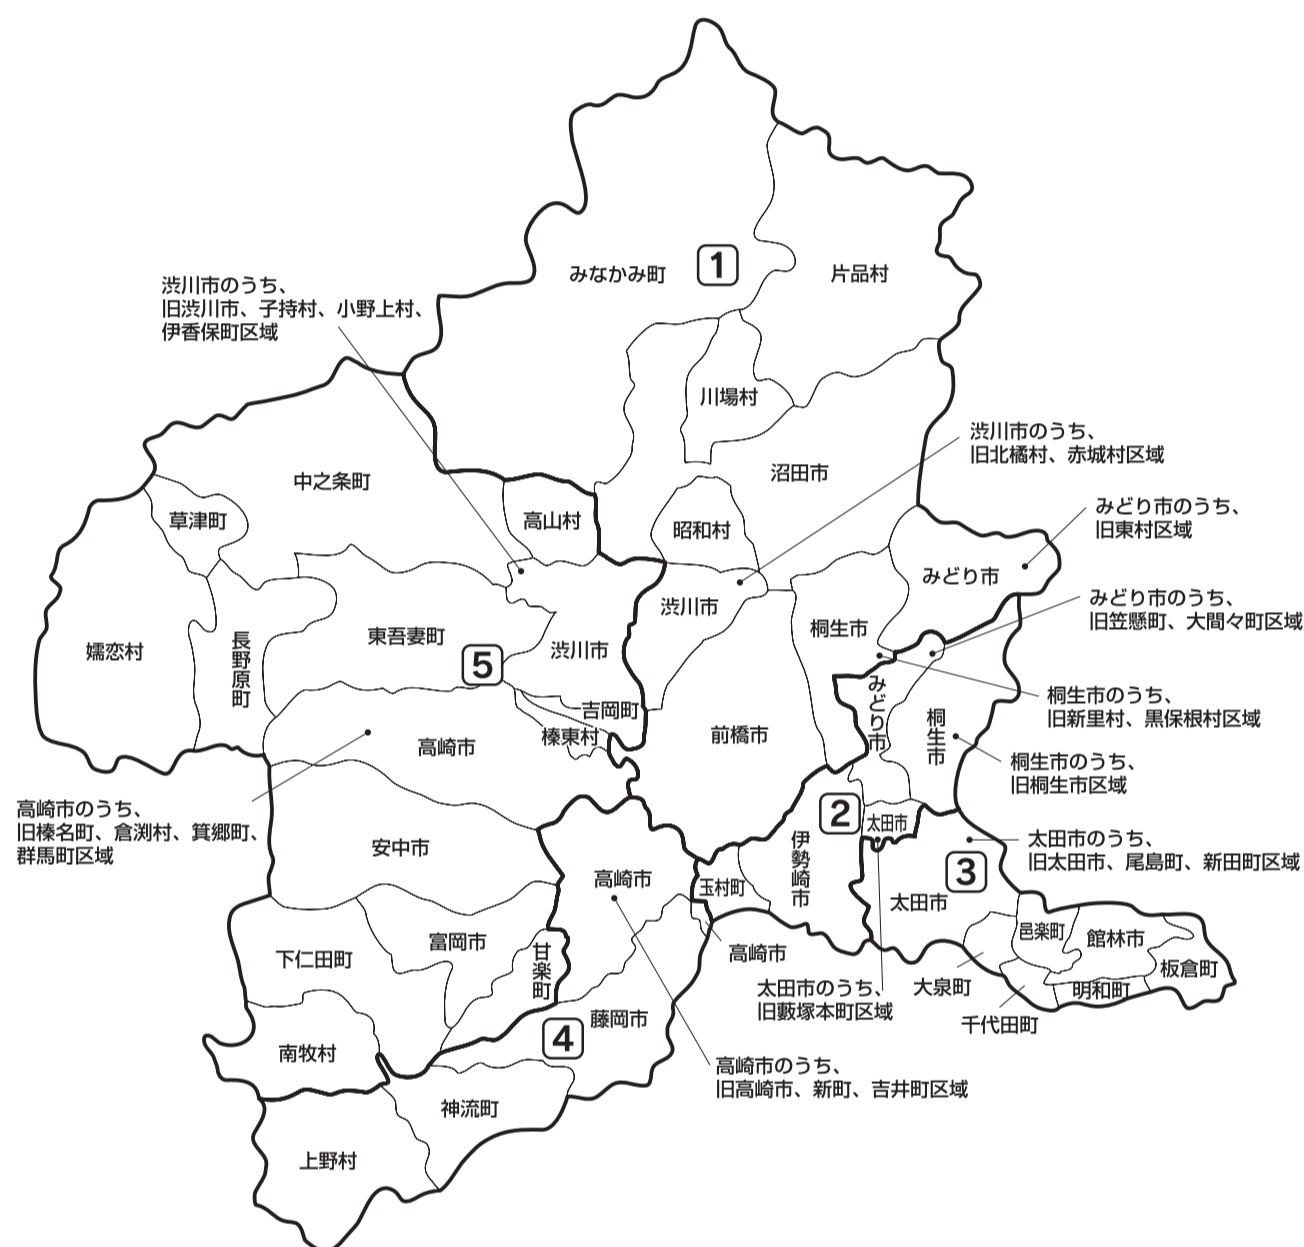 みなかみ町
1
片品村
渋川市のうち、
旧渋川市、子持村、小野上村、
伊香保町区域
川場村
渋川市のうち、
旧北橘村、赤城村区域
沼田市
中之条町
草津町
高山村
昭和村
みどり市のうち、
旧東村区域
みどり市
渋川市
みどり市のうち、
旧笠懸町、大間々町区域
桐生市
東吾妻町
長野原町
嬬恋村
5
渋川市
みどり市
桐生市のうち、
旧新里村、黒保根村区域
吉岡町
榛東村
高崎市
前橋市
桐生市
桐生市のうち、
旧桐生市区域
高崎市のうち、
旧榛名町、倉渕村、箕郷町、
群馬町区域
安中市
2
太田市
伊勢崎市
太田市のうち、
旧太田市、尾島町、新田町区域
3
高崎市
玉村町
太田市
下仁田町
富岡市
甘楽町
高崎市
邑楽町
館林市
板倉町
太田市のうち、
旧藪塚本町区域
大泉町
明和町
千代田町
藤岡市
4
南牧村
高崎市のうち、
旧高崎市、新町、吉井町区域
神流町
上野村